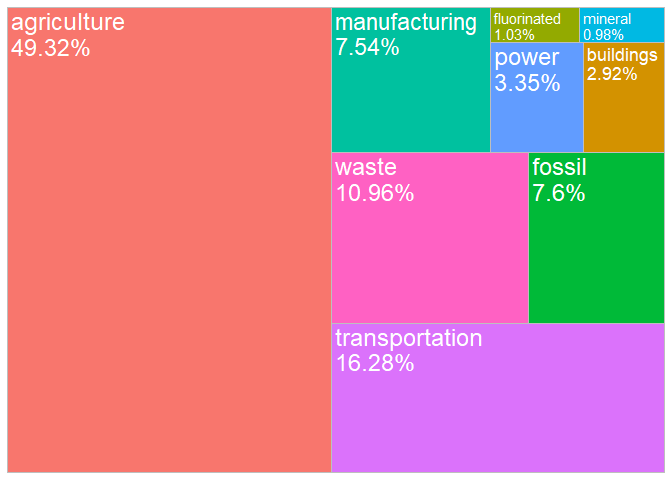 agriculture
49.32%
manufacturing
7.54%
fluorinated
1.03%
mineral
0.98%
power
3.35%
buildings
2.92%
waste
10.96%
fossil
7.6%
transportation
16.28%